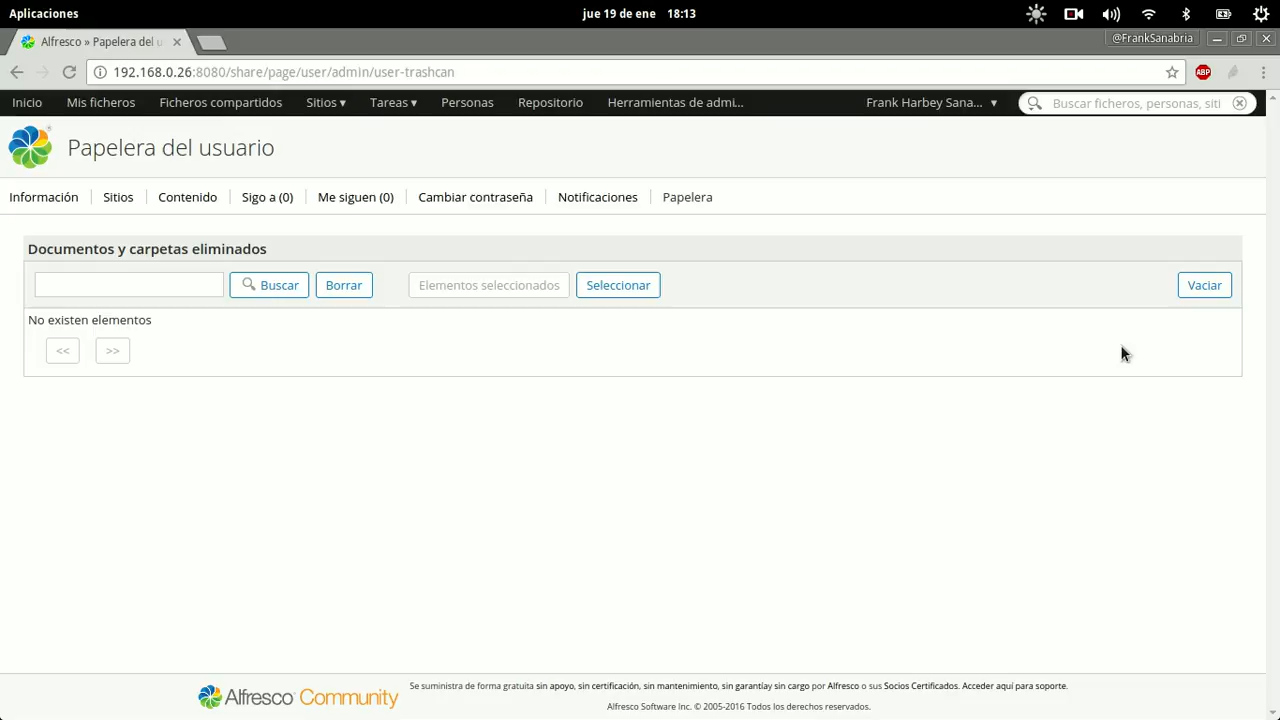 Aplicaciones jue 19 de ene 18:13
Alfresco » Papelera del u @FrankSanabria
192.168.0.26:8080/share/page/user/admin/user-trashcan ABP
Inicio Mis ficheros Ficheros compartidos Sitios ▾ Tareas ▾ Personas Repositorio Herramientas de admi... Frank Harbey Sana... ▾ Buscar ficheros, personas, siti
Papelera del usuario
Información Sitios Contenido Sigo a (0) Me siguen (0) Cambiar contraseña Notificaciones Papelera
Documentos y carpetas eliminados
Buscar Borrar Elementos seleccionados Seleccionar Vaciar
No existen elementos
<< >>
Alfresco Community
Se suministra de forma gratuita sin apoyo, sin certificación, sin mantenimiento, sin garantíay sin cargo por Alfresco o sus Socios Certificados. Acceder aquí para soporte.
Alfresco Software Inc. © 2005-2016 Todos los derechos reservados.